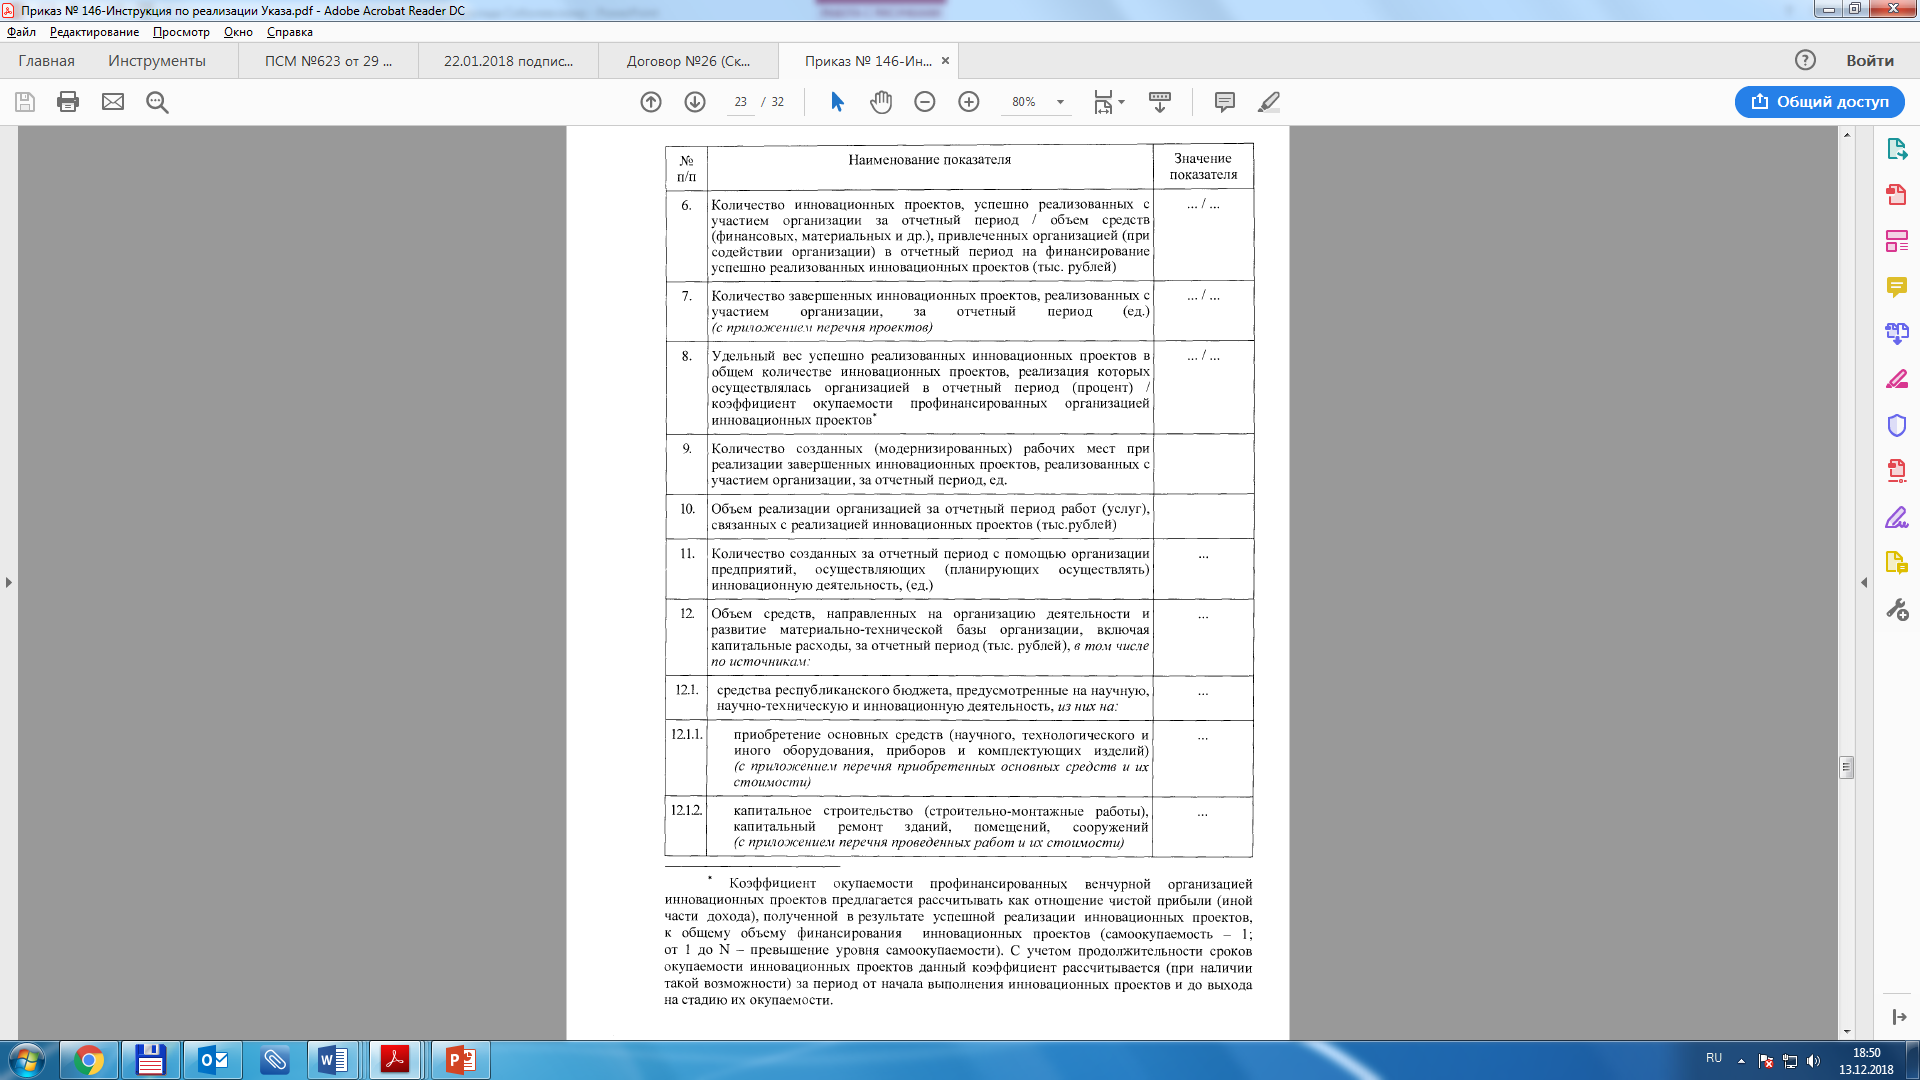 Приказ № 146-Инструкция по реализации Указа.pdf - Adobe Acrobat Reader DC
Файл Редактирование Просмотр Окно Справка
Главная Инструменты ПСМ №623 от 29 ... 22.01.2018 подпис... Договор №26 (Ск... Приказ № 146-Ин... × Войти
23 / 32 80% Общий доступ
№ п/п
Наименование показателя
Значение показателя
6.
Количество инновационных проектов, успешно реализованных с
участием организации за отчетный период / объем средств
(финансовых, материальных и др.), привлеченных организацией (при
содействии организации) в отчетный период на финансирование
успешно реализованных инновационных проектов (тыс. рублей)
... / ...
7.
Количество завершенных инновационных проектов, реализованных с
участием организации, за отчетный период (ед.)
(с приложением перечня проектов)
... / ...
8.
Удельный вес успешно реализованных инновационных проектов в
общем количестве инновационных проектов, реализация которых
осуществлялась организацией в отчетный период (процент) /
коэффициент окупаемости профинансированных организацией
инновационных проектов*
... / ...
9.
Количество созданных (модернизированных) рабочих мест при
реализации завершенных инновационных проектов, реализованных с
участием организации, за отчетный период, ед.
10.
Объем реализации организацией за отчетный период работ (услуг),
связанных с реализацией инновационных проектов (тыс.рублей)
11.
Количество созданных за отчетный период с помощью организации
предприятий, осуществляющих (планирующих осуществлять)
инновационную деятельность, (ед.)
...
12.
Объем средств, направленных на организацию деятельности и
развитие материально-технической базы организации, включая
капитальные расходы, за отчетный период (тыс. рублей), в том числе
по источникам:
...
12.1.
средства республиканского бюджета, предусмотренные на научную,
научно-техническую и инновационную деятельность, из них на:
...
12.1.1.
приобретение основных средств (научного, технологического и
иного оборудования, приборов и комплектующих изделий)
(с приложением перечня приобретенных основных средств и их
стоимости)
...
12.1.2.
капитальное строительство (строительно-монтажные работы),
капитальный ремонт зданий, помещений, сооружений
(с приложением перечня проведенных работ и их стоимости)
...
* Коэффициент окупаемости профинансированных венчурной организацией
инновационных проектов предлагается рассчитывать как отношение чистой прибыли (иной
части дохода), полученной в результате успешной реализации инновационных проектов,
к общему объему финансирования инновационных проектов (самоокупаемость – 1;
от 1 до N – превышение уровня самоокупаемости). С учетом продолжительности сроков
окупаемости инновационных проектов данный коэффициент рассчитывается (при наличии
такой возможности) за период от начала выполнения инновационных проектов и до выхода
на стадию их окупаемости.
RU 18:50
13.12.2018